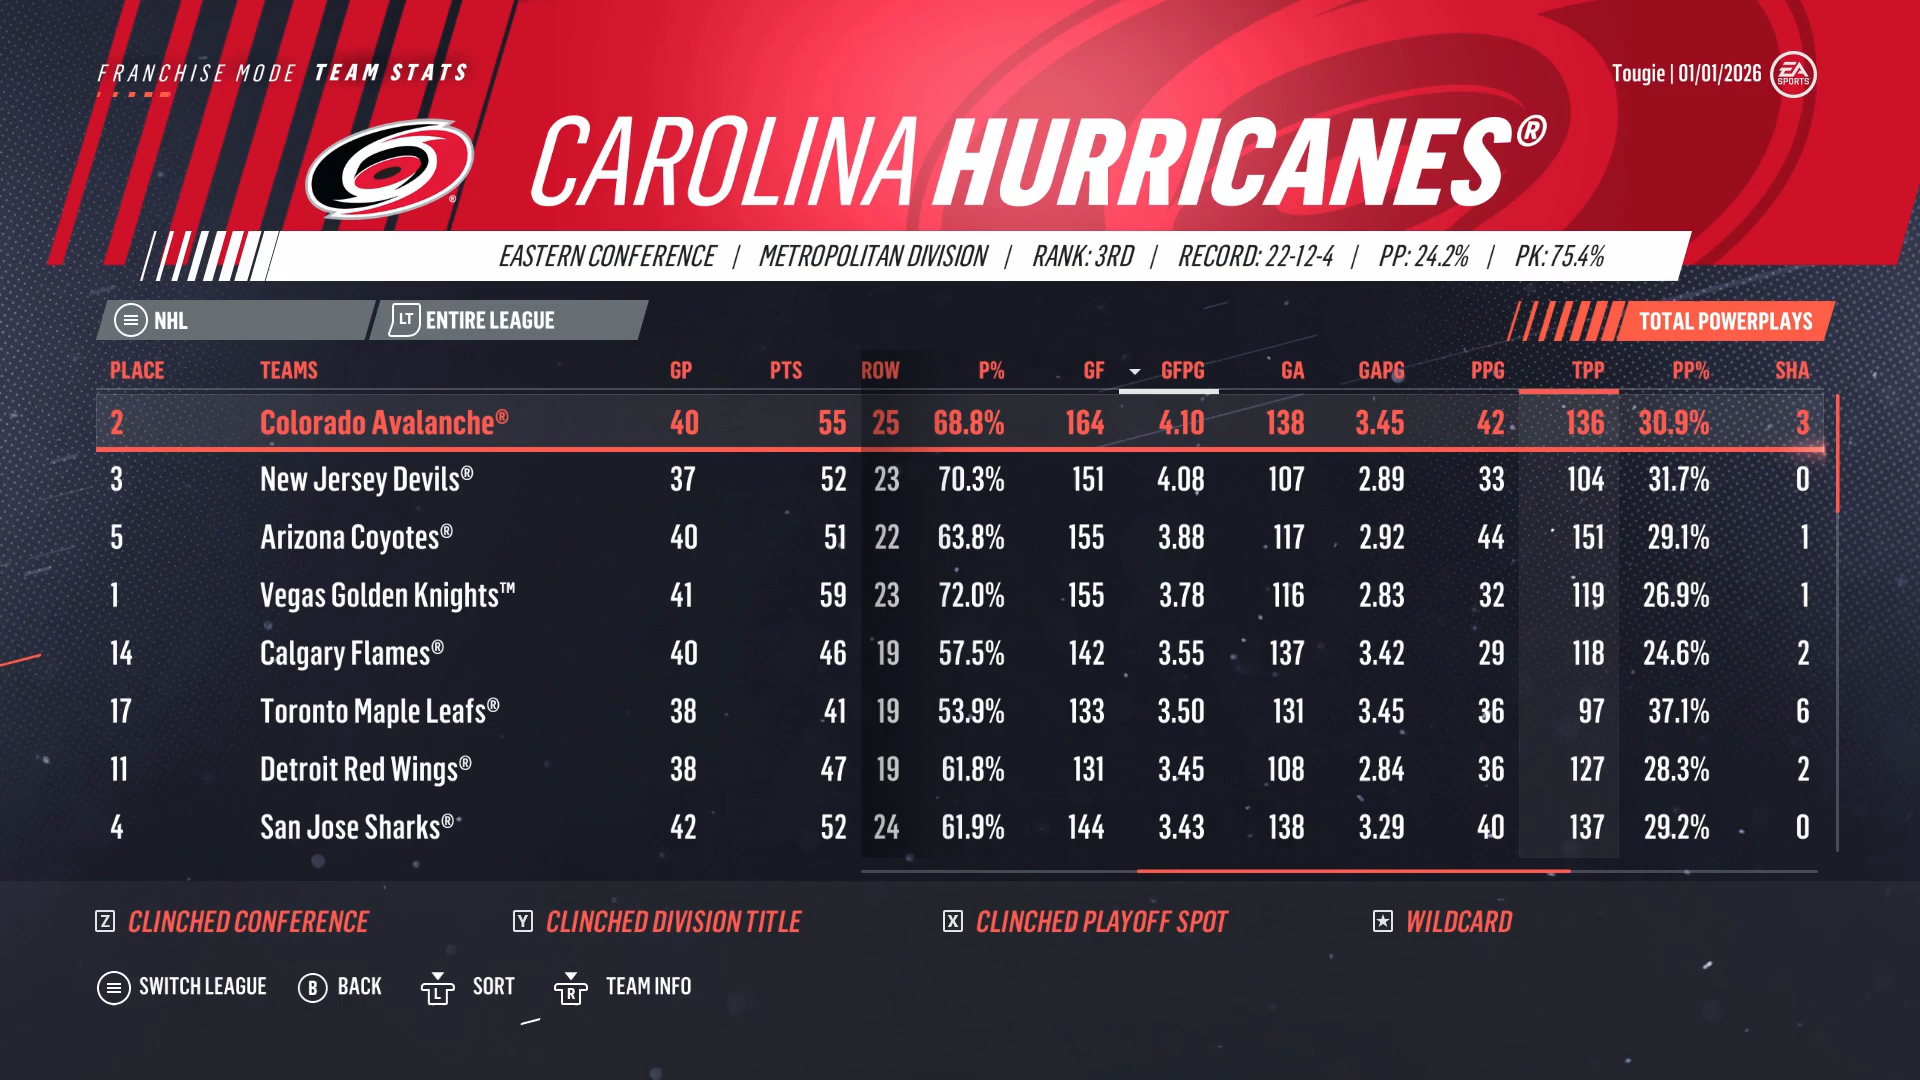 FRANCHISE MODE TEAM STATS
Tougie | 01/01/2026
EA SPORTS
CAROLINA HURRICANES®
EASTERN CONFERENCE | METROPOLITAN DIVISION | RANK: 3RD | RECORD: 22-12-4 | PP: 24.2% | PK: 75.4%
NHL LT ENTIRE LEAGUE TOTAL POWERPLAYS
PLACE TEAMS GP PTS ROW P% GF GFPG GA GAPG PPG TPP PP% SHA
2 Colorado Avalanche® 40 55 25 68.8% 164 4.10 138 3.45 42 136 30.9% 3
3 New Jersey Devils® 37 52 23 70.3% 151 4.08 107 2.89 33 104 31.7% 0
5 Arizona Coyotes® 40 51 22 63.8% 155 3.88 117 2.92 44 151 29.1% 1
1 Vegas Golden Knights™ 41 59 23 72.0% 155 3.78 116 2.83 32 119 26.9% 1
14 Calgary Flames® 40 46 19 57.5% 142 3.55 137 3.42 29 118 24.6% 2
17 Toronto Maple Leafs® 38 41 19 53.9% 133 3.50 131 3.45 36 97 37.1% 6
11 Detroit Red Wings® 38 47 19 61.8% 131 3.45 108 2.84 36 127 28.3% 2
4 San Jose Sharks® 42 52 24 61.9% 144 3.43 138 3.29 40 137 29.2% 0
Z CLINCHED CONFERENCE Y CLINCHED DIVISION TITLE X CLINCHED PLAYOFF SPOT ★ WILDCARD
SWITCH LEAGUE B BACK L SORT R TEAM INFO